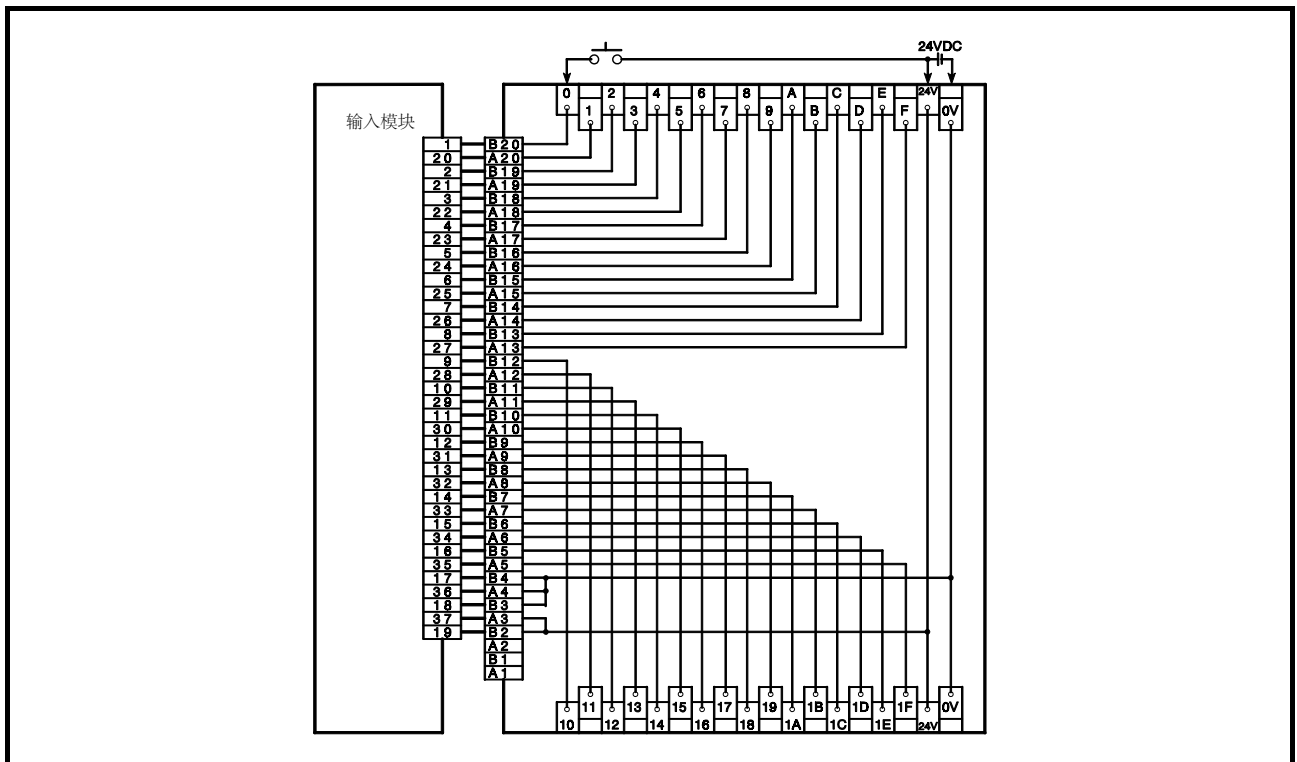 24VDC
0 2 4 6 8 A C E 24V
1 3 5 7 9 B D F 0V
输入模块
1 B20
20 A20
2 B19
21 A19
3 B18
22 A18
4 B17
23 A17
5 B16
24 A16
6 B15
25 A15
7 B14
26 A14
8 B13
27 A13
9 B12
28 A12
10 B11
29 A11
11 B10
30 A10
12 B9
31 A9
13 B8
32 A8
14 B7
33 A7
15 B6
34 A6
16 B5
35 A5
17 B4
36 A4
18 B3
37 A3
19 B2
A2
B1
A1
11 13 15 17 19 1B 1D 1F 0V
10 12 14 16 18 1A 1C 1E 24V